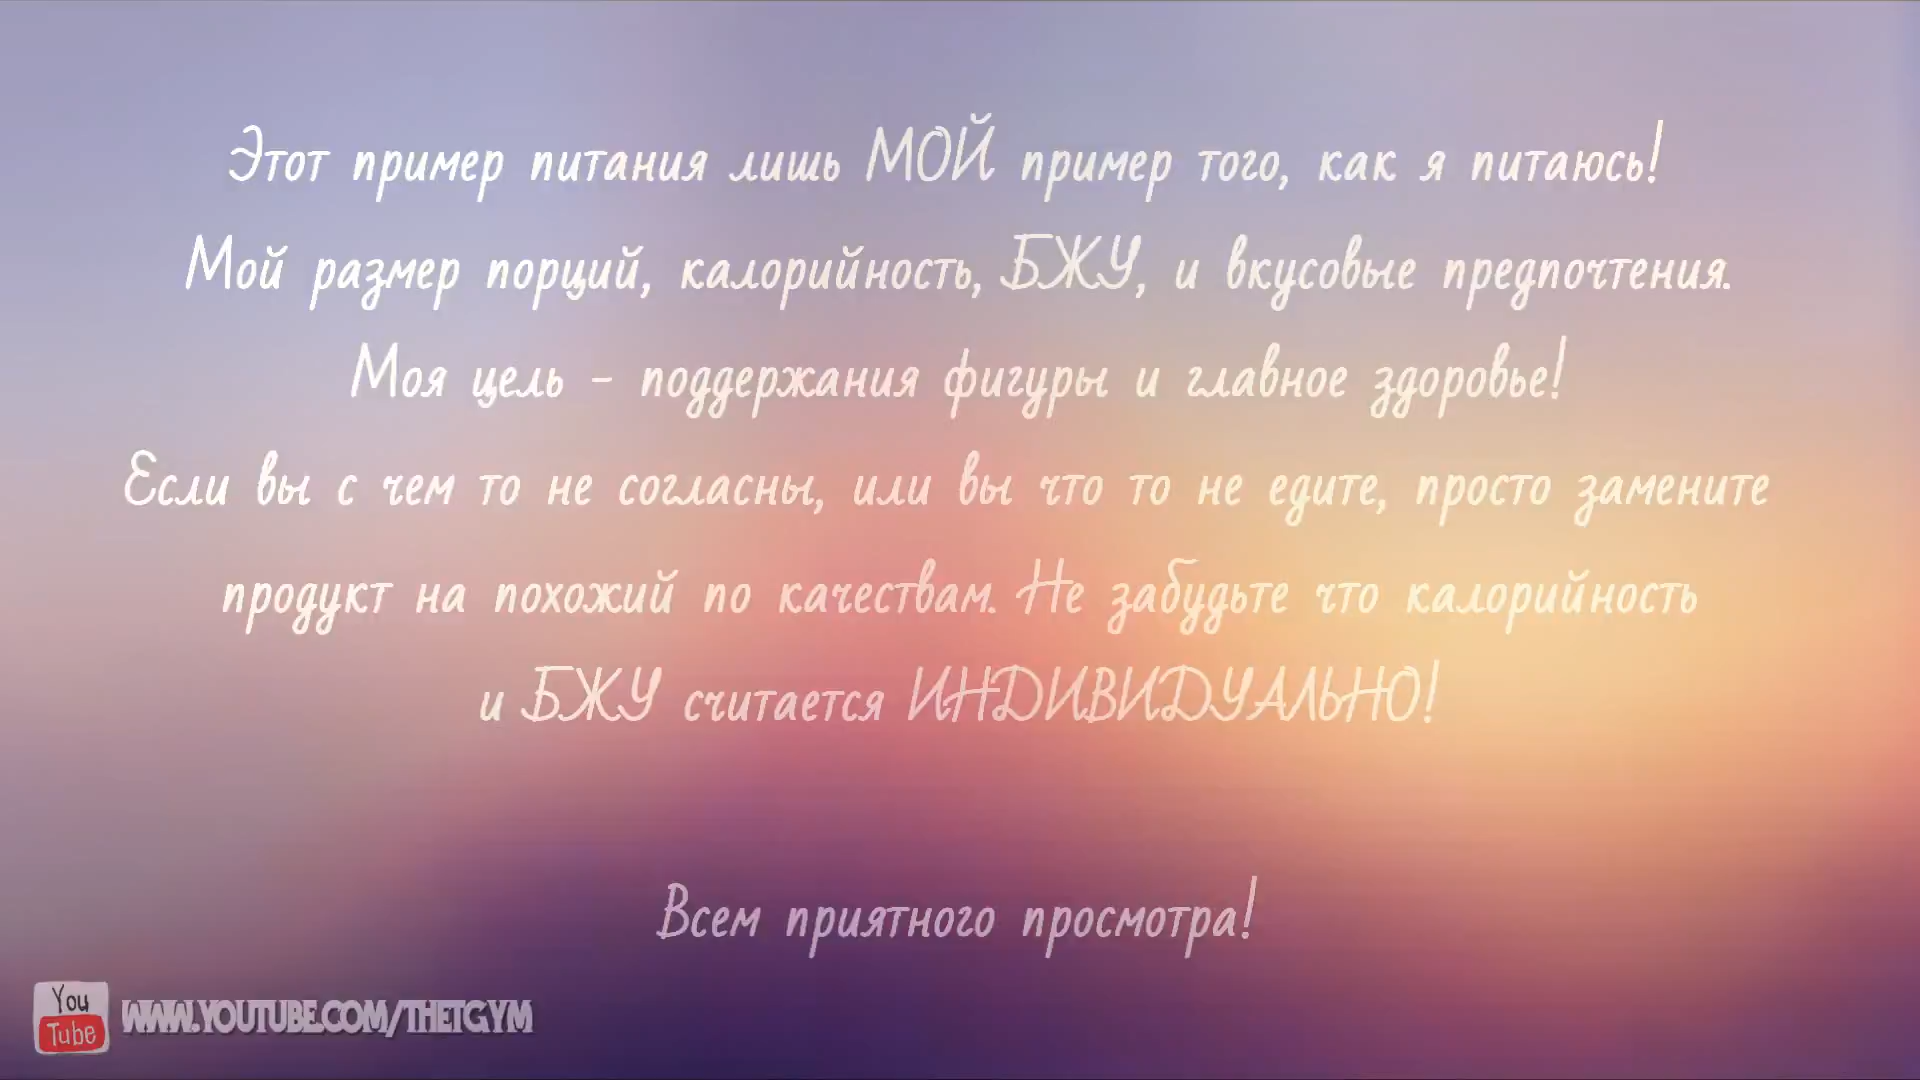 Этот пример питания лишь МОЙ пример того, как я питаюсь!
Мой размер порций, калорийность, БЖУ, и вкусовые предпочтения.
Моя цель - поддержания фигуры и главное здоровье!
Если вы с чем то не согласны, или вы что то не едите, просто замените
продукт на похожий по качествам. Не забудьте что калорийность
и БЖУ считается ИНДИВИДУАЛЬНО!
Всем приятного просмотра!
You
Tube
WWW.YOUTUBE.COM/THETGYM